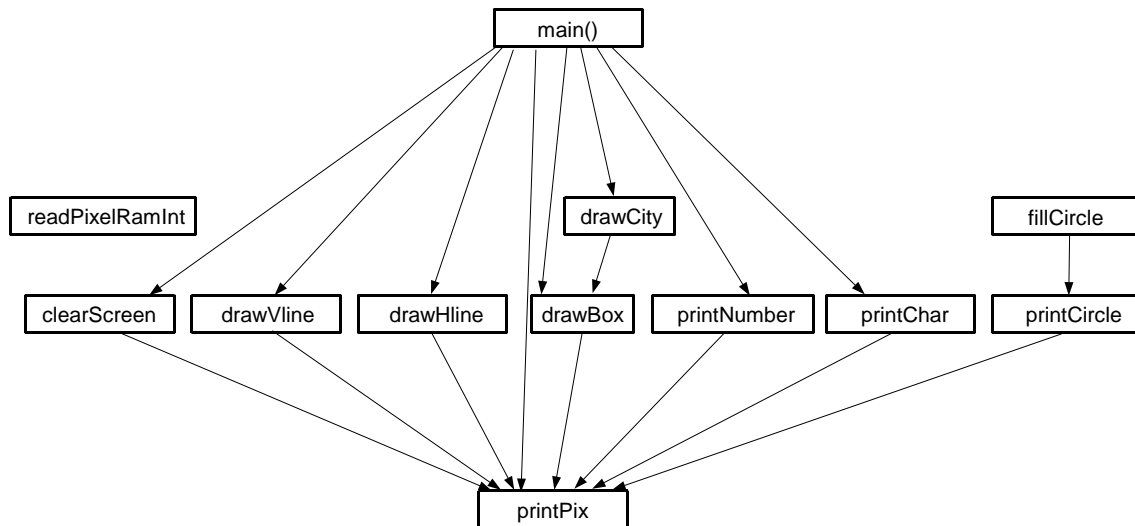 main()
readPixelRamInt
drawCity
fillCircle
clearScreen
drawVline
drawHline
drawBox
printNumber
printChar
printCircle
printPix